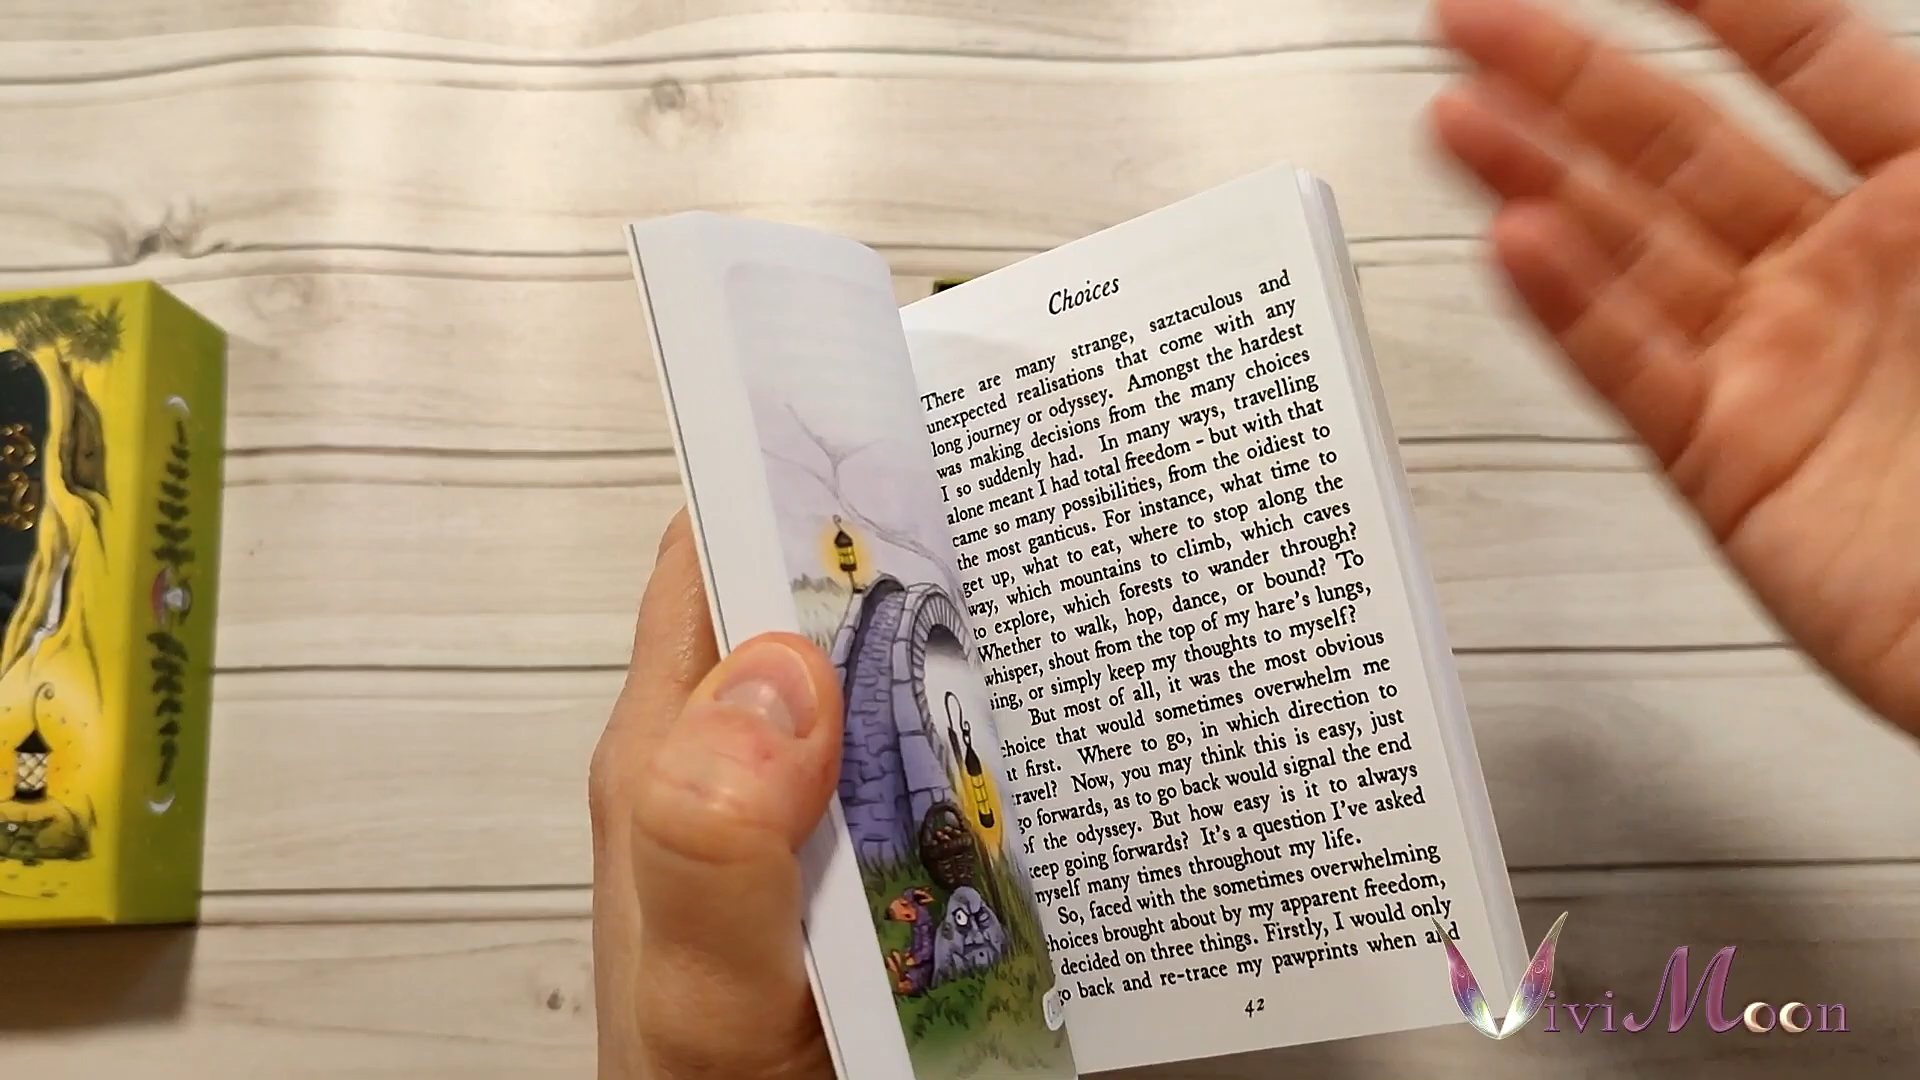 Choices
There are many strange, saztaculous and
unexpected realisations that come with any
long journey or odyssey. Amongst the hardest
was making decisions from the many choices
I so suddenly had. In many ways, travelling
alone meant I had total freedom - but with that
came so many possibilities, from the oidiest to
the most ganticus. For instance, what time to
get up, what to eat, where to stop along the
way, which mountains to climb, which caves
to explore, which forests to wander through?
Whether to walk, hop, dance, or bound? To
whisper, shout from the top of my hare's lungs,
sing, or simply keep my thoughts to myself?
But most of all, it was the most obvious
choice that would sometimes overwhelm me
at first. Where to go, in which direction to
travel? Now, you may think this is easy, just
go forwards, as to go back would signal the end
of the odyssey. But how easy is it to always
keep going forwards? It's a question I've asked
myself many times throughout my life.
So, faced with the sometimes overwhelming
choices brought about by my apparent freedom,
decided on three things. Firstly, I would only
go back and re-trace my pawprints when and
42
ViviMoon